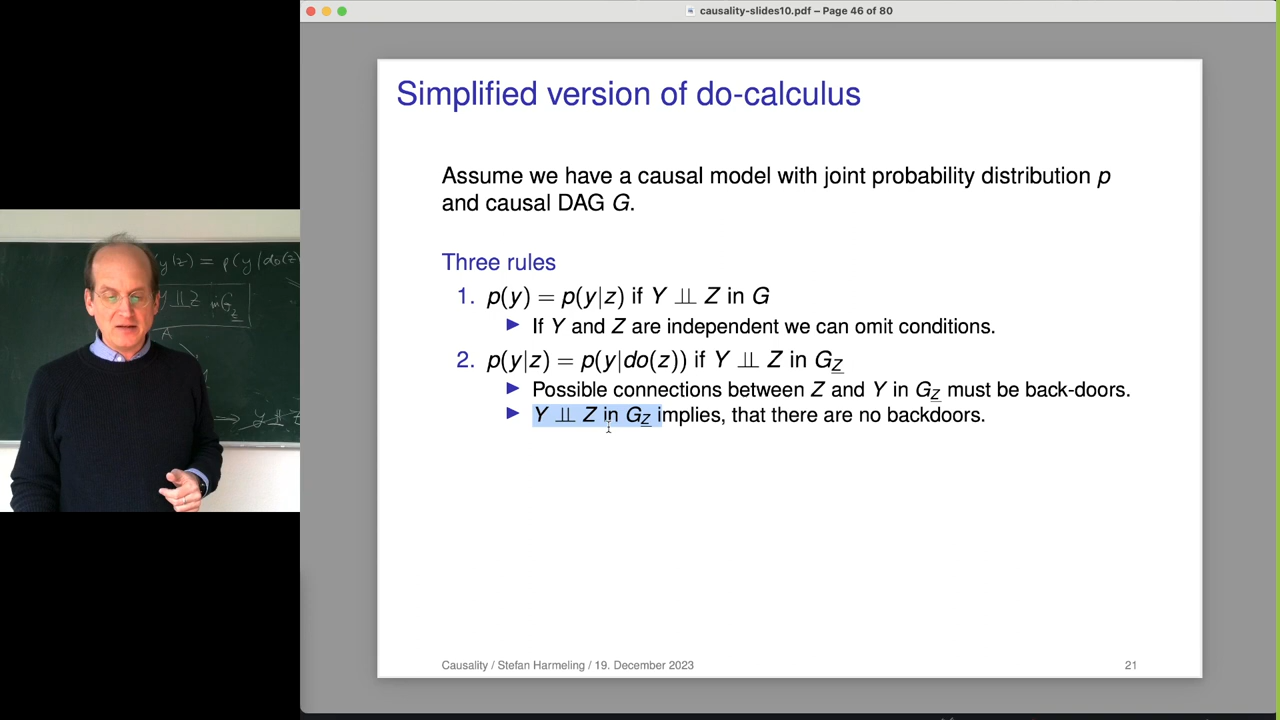 causality-slides10.pdf – Page 46 of 80
Simplified version of do-calculus
Assume we have a causal model with joint probability distribution p
and causal DAG G.
Three rules
1. p(y) = p(y|z) if Y ⫫ Z in G
▶ If Y and Z are independent we can omit conditions.
2. p(y|z) = p(y|do(z)) if Y ⫫ Z in G_Z̲
▶ Possible connections between Z and Y in G_Z̲ must be back-doors.
▶ Y ⫫ Z in G_Z̲ implies, that there are no backdoors.
Causality / Stefan Harmeling / 19. December 2023
21
y(z) = p(y/do(z)
⫫ Z in G_Z̲
A